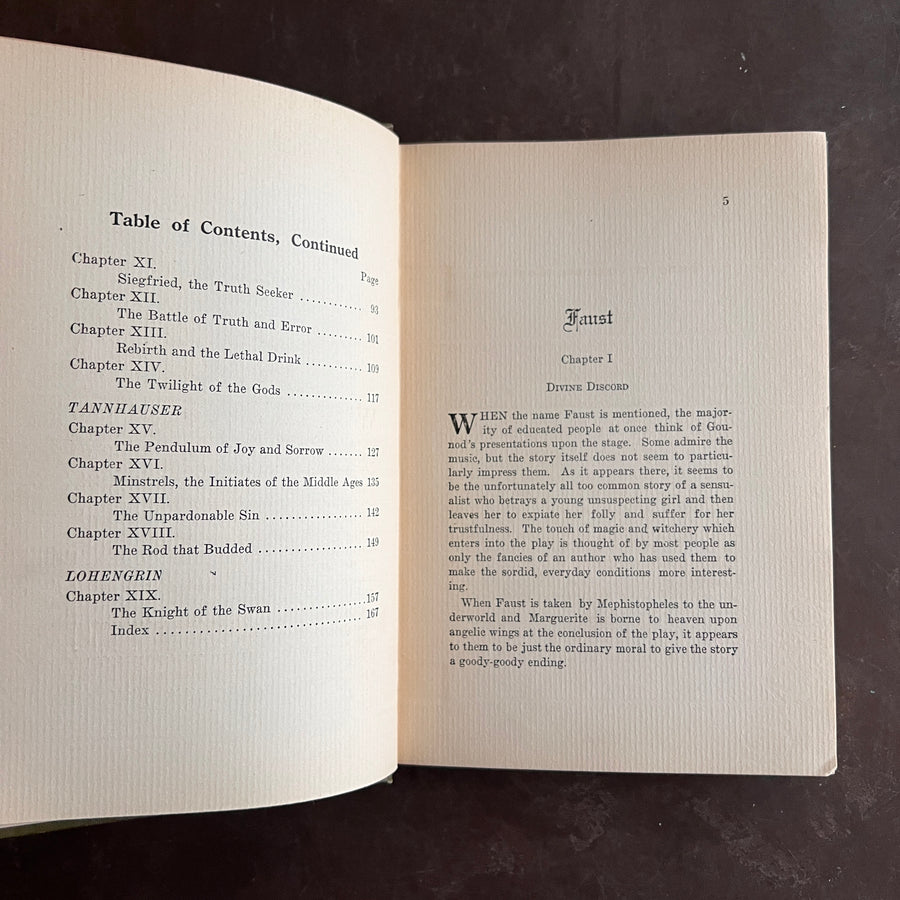 Table of Contents, Continued
Page
Chapter XI.
Siegfried, the Truth Seeker ............ 93
Chapter XII.
The Battle of Truth and Error ......... 101
Chapter XIII.
Rebirth and the Lethal Drink .......... 109
Chapter XIV.
The Twilight of the Gods .............. 117
TANNHAUSER
Chapter XV.
The Pendulum of Joy and Sorrow ....... 127
Chapter XVI.
Minstrels, the Initiates of the Middle Ages 135
Chapter XVII.
The Unpardonable Sin .................. 142
Chapter XVIII.
The Rod that Budded ................... 149
LOHENGRIN
Chapter XIX.
The Knight of the Swan ................ 157
Index ................................. 167
5
Faust
Chapter I
Divine Discord
WHEN the name Faust is mentioned, the major-
ity of educated people at once think of Gou-
nod's presentations upon the stage. Some admire the
music, but the story itself does not seem to particu-
larly impress them. As it appears there, it seems to
be the unfortunately all too common story of a sensu-
alist who betrays a young unsuspecting girl and then
leaves her to expiate her folly and suffer for her
trustfulness. The touch of magic and witchery which
enters into the play is thought of by most people as
only the fancies of an author who has used them to
make the sordid, everyday conditions more interest-
ing.
When Faust is taken by Mephistopheles to the un-
derworld and Marguerite is borne to heaven upon
angelic wings at the conclusion of the play, it appears
to them to be just the ordinary moral to give the story
a goody-goody ending.